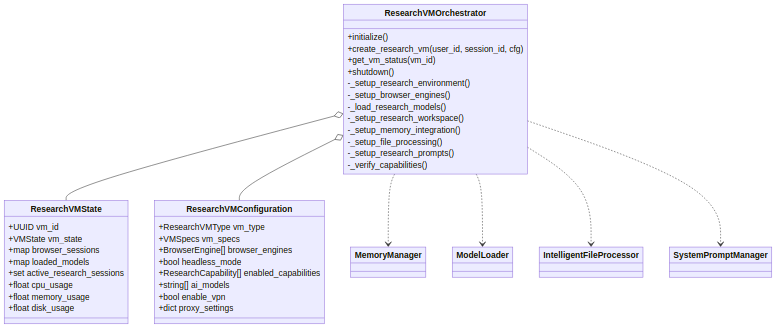 ResearchVMOrchestrator
+initialize()
+create_research_vm(user_id, session_id, cfg)
+get_vm_status(vm_id)
+shutdown()
-_setup_research_environment()
-_setup_browser_engines()
-_load_research_models()
-_setup_research_workspace()
-_setup_memory_integration()
-_setup_file_processing()
-_setup_research_prompts()
-_verify_capabilities()
ResearchVMState
+UUID vm_id
+VMState vm_state
+map browser_sessions
+map loaded_models
+set active_research_sessions
+float cpu_usage
+float memory_usage
+float disk_usage
ResearchVMConfiguration
+ResearchVMType vm_type
+VMSpecs vm_specs
+BrowserEngine[] browser_engines
+bool headless_mode
+ResearchCapability[] enabled_capabilities
+string[] ai_models
+bool enable_vpn
+dict proxy_settings
MemoryManager
ModelLoader
IntelligentFileProcessor
SystemPromptManager